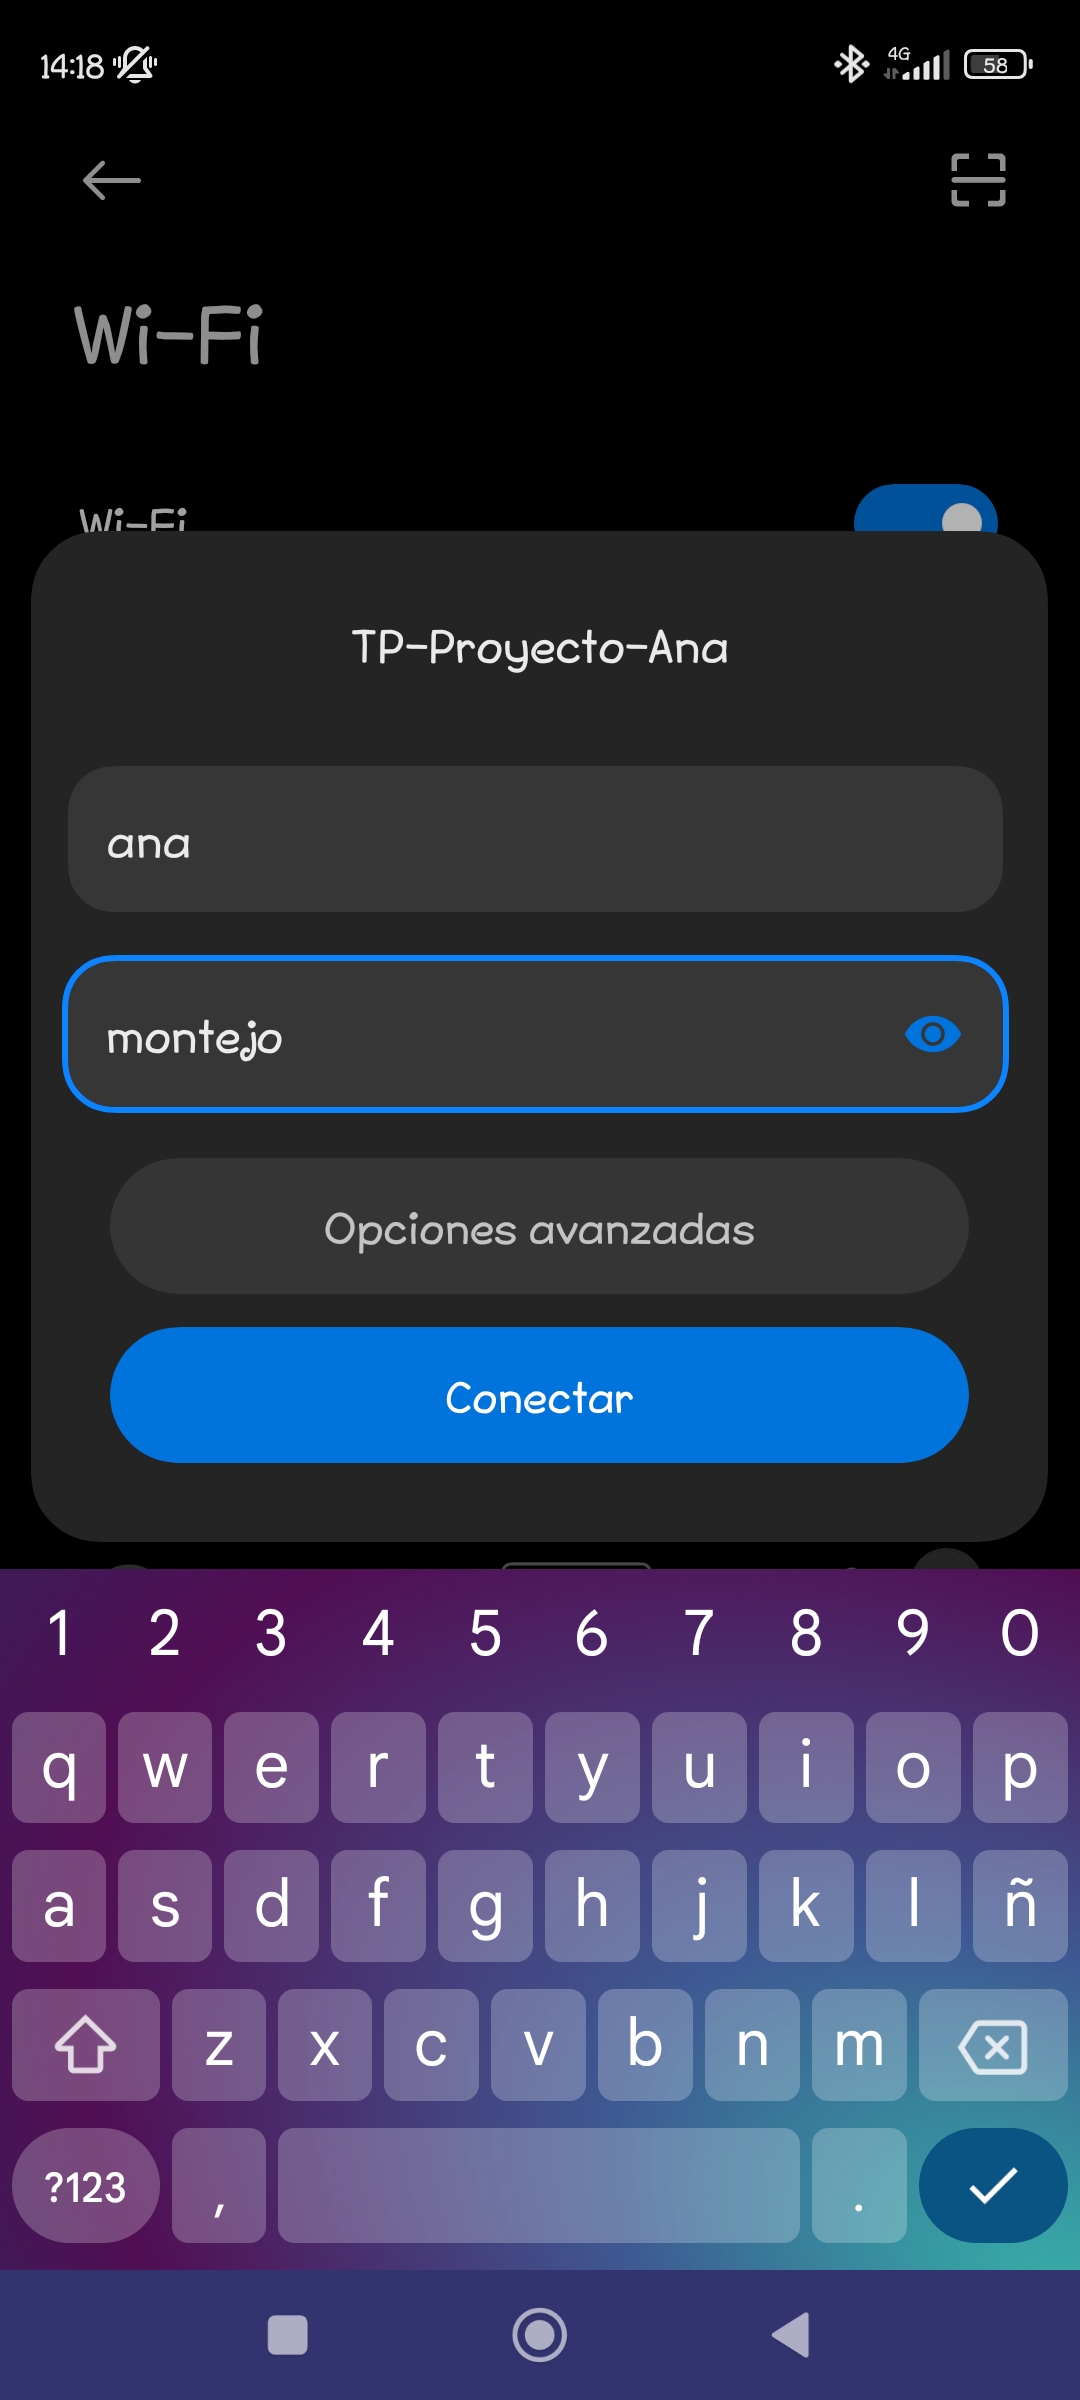 14:18
4G
58
Wi-Fi
Wi-Fi
TP-Proyecto-Ana
ana
montejo
Opciones avanzadas
Conectar
1 2 3 4 5 6 7 8 9 0
q w e r t y u i o p
a s d f g h j k l ñ
z x c v b n m
?123 , .